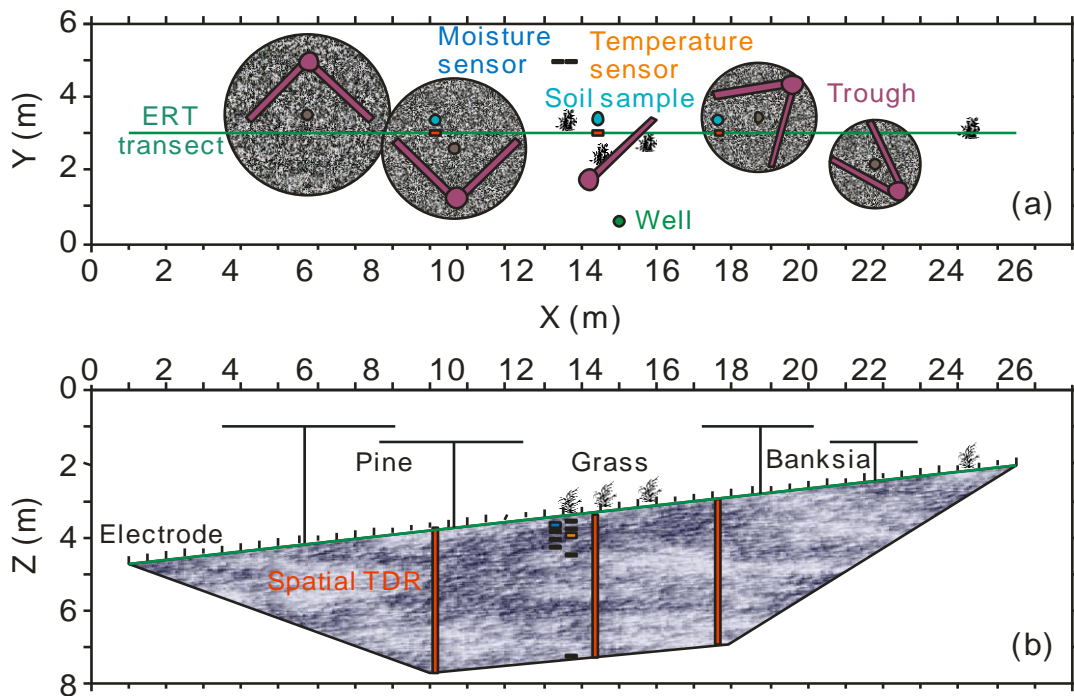 6
4
2
0
Y (m)
Moisture
sensor
Temperature
sensor
Soil sample
Trough
ERT
transect
Well
(a)
0 2 4 6 8 10 12 14 16 18 20 22 24 26
X (m)
0 2 4 6 8 10 12 14 16 18 20 22 24 26
0
2
4
6
8
Z (m)
Pine
Grass
Banksia
Electrode
Spatial TDR
(b)